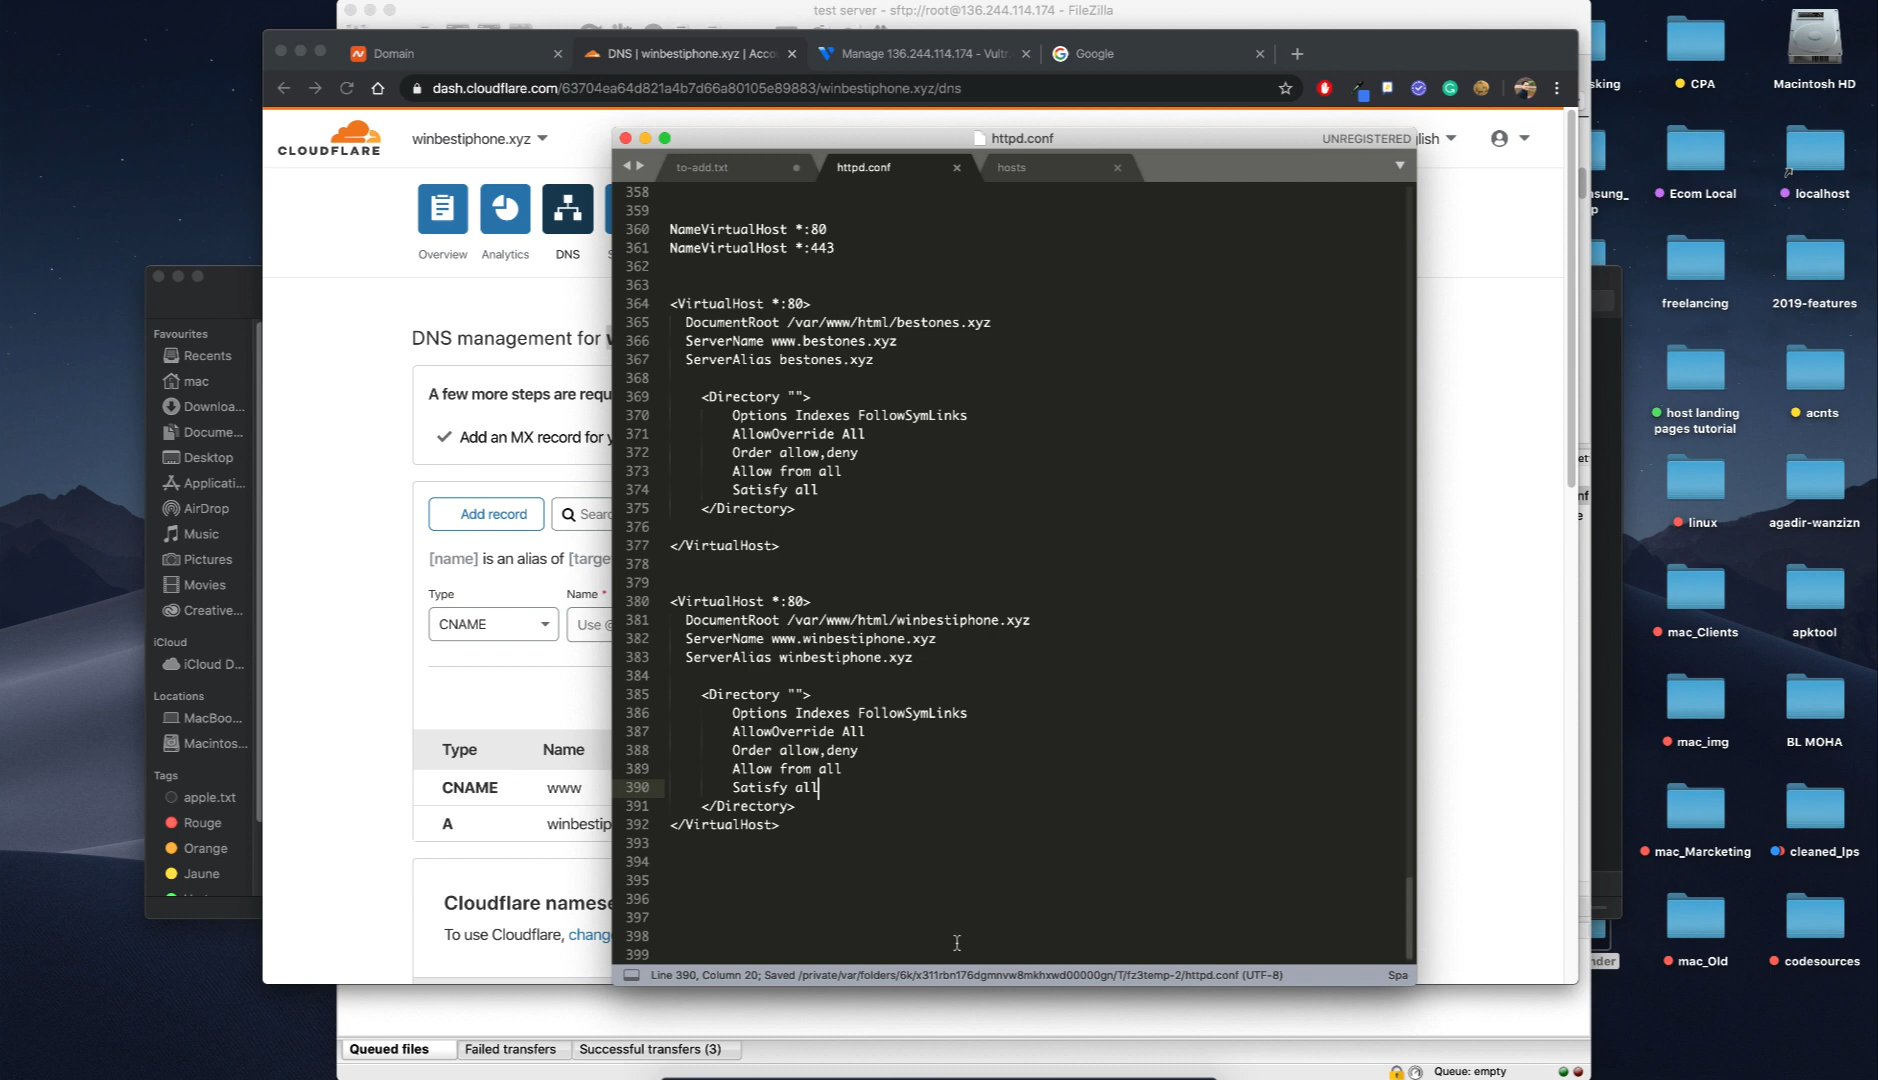 test server - sftp://root@136.244.114.174 - FileZilla
Domain
DNS | winbestiphone.xyz | Acco
Manage 136.244.114.174 - Vultr
Google
dash.cloudflare.com/63704ea64d821a4b7d66a80105e89883/winbestiphone.xyz/dns
CLOUDFLARE
winbestiphone.xyz
httpd.conf
UNREGISTERED
lish
to-add.txt
httpd.conf
hosts
Overview
Analytics
DNS
DNS management for
A few more steps are requ
Add an MX record for y
Add record
Searc
[name] is an alias of [targe
Type
Name *
CNAME
Use @
Type
Name
CNAME
www
A
winbestip
Cloudflare namese
To use Cloudflare, chang
358
359
360 NameVirtualHost *:80
361 NameVirtualHost *:443
362
363
364 <VirtualHost *:80>
365 DocumentRoot /var/www/html/bestones.xyz
366 ServerName www.bestones.xyz
367 ServerAlias bestones.xyz
368
369 <Directory "">
370 Options Indexes FollowSymLinks
371 AllowOverride All
372 Order allow,deny
373 Allow from all
374 Satisfy all
375 </Directory>
376
377 </VirtualHost>
378
379
380 <VirtualHost *:80>
381 DocumentRoot /var/www/html/winbestiphone.xyz
382 ServerName www.winbestiphone.xyz
383 ServerAlias winbestiphone.xyz
384
385 <Directory "">
386 Options Indexes FollowSymLinks
387 AllowOverride All
388 Order allow,deny
389 Allow from all
390 Satisfy all
391 </Directory>
392 </VirtualHost>
393
394
395
396
397
398
399
Line 390, Column 20; Saved /private/var/folders/6k/x311rbn176dgmnvw8mkhxwd00000gn/T/fz3temp-2/httpd.conf (UTF-8)
Spa
Favourites
Recents
mac
Downloa...
Docume...
Desktop
Applicati...
AirDrop
Music
Pictures
Movies
Creative...
iCloud
iCloud D...
Locations
MacBoo...
Macintos...
Tags
apple.txt
Rouge
Orange
Jaune
Queued files
Failed transfers
Successful transfers (3)
Queue: empty
sking
CPA
Macintosh HD
nsung_
p
Ecom Local
localhost
freelancing
2019-features
host landing
pages tutorial
acnts
linux
agadir-wanzizn
mac_Clients
apktool
mac_img
BL MOHA
mac_Marcketing
cleaned_lps
nder
mac_Old
codesources